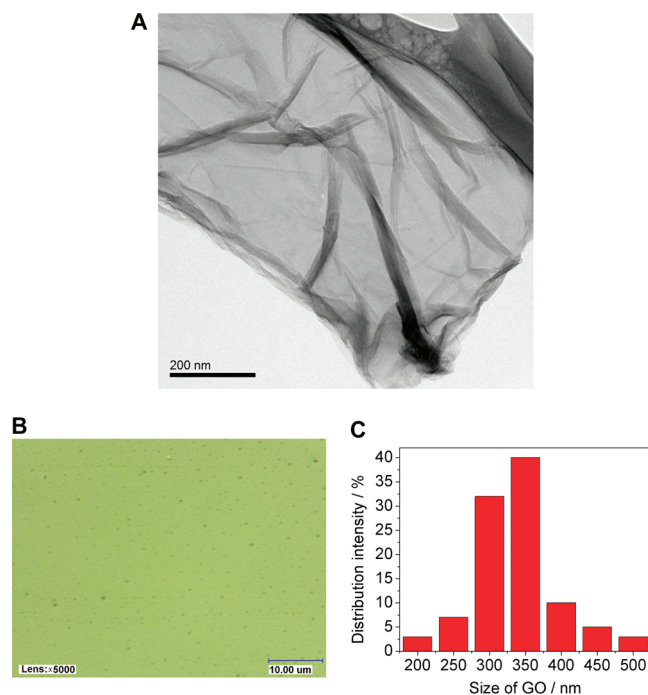 A
200 nm
B
Lens:×5000
10.00 um
C
Distribution intensity / %
40
35
30
25
20
15
10
5
0
200 250 300 350 400 450 500
Size of GO / nm